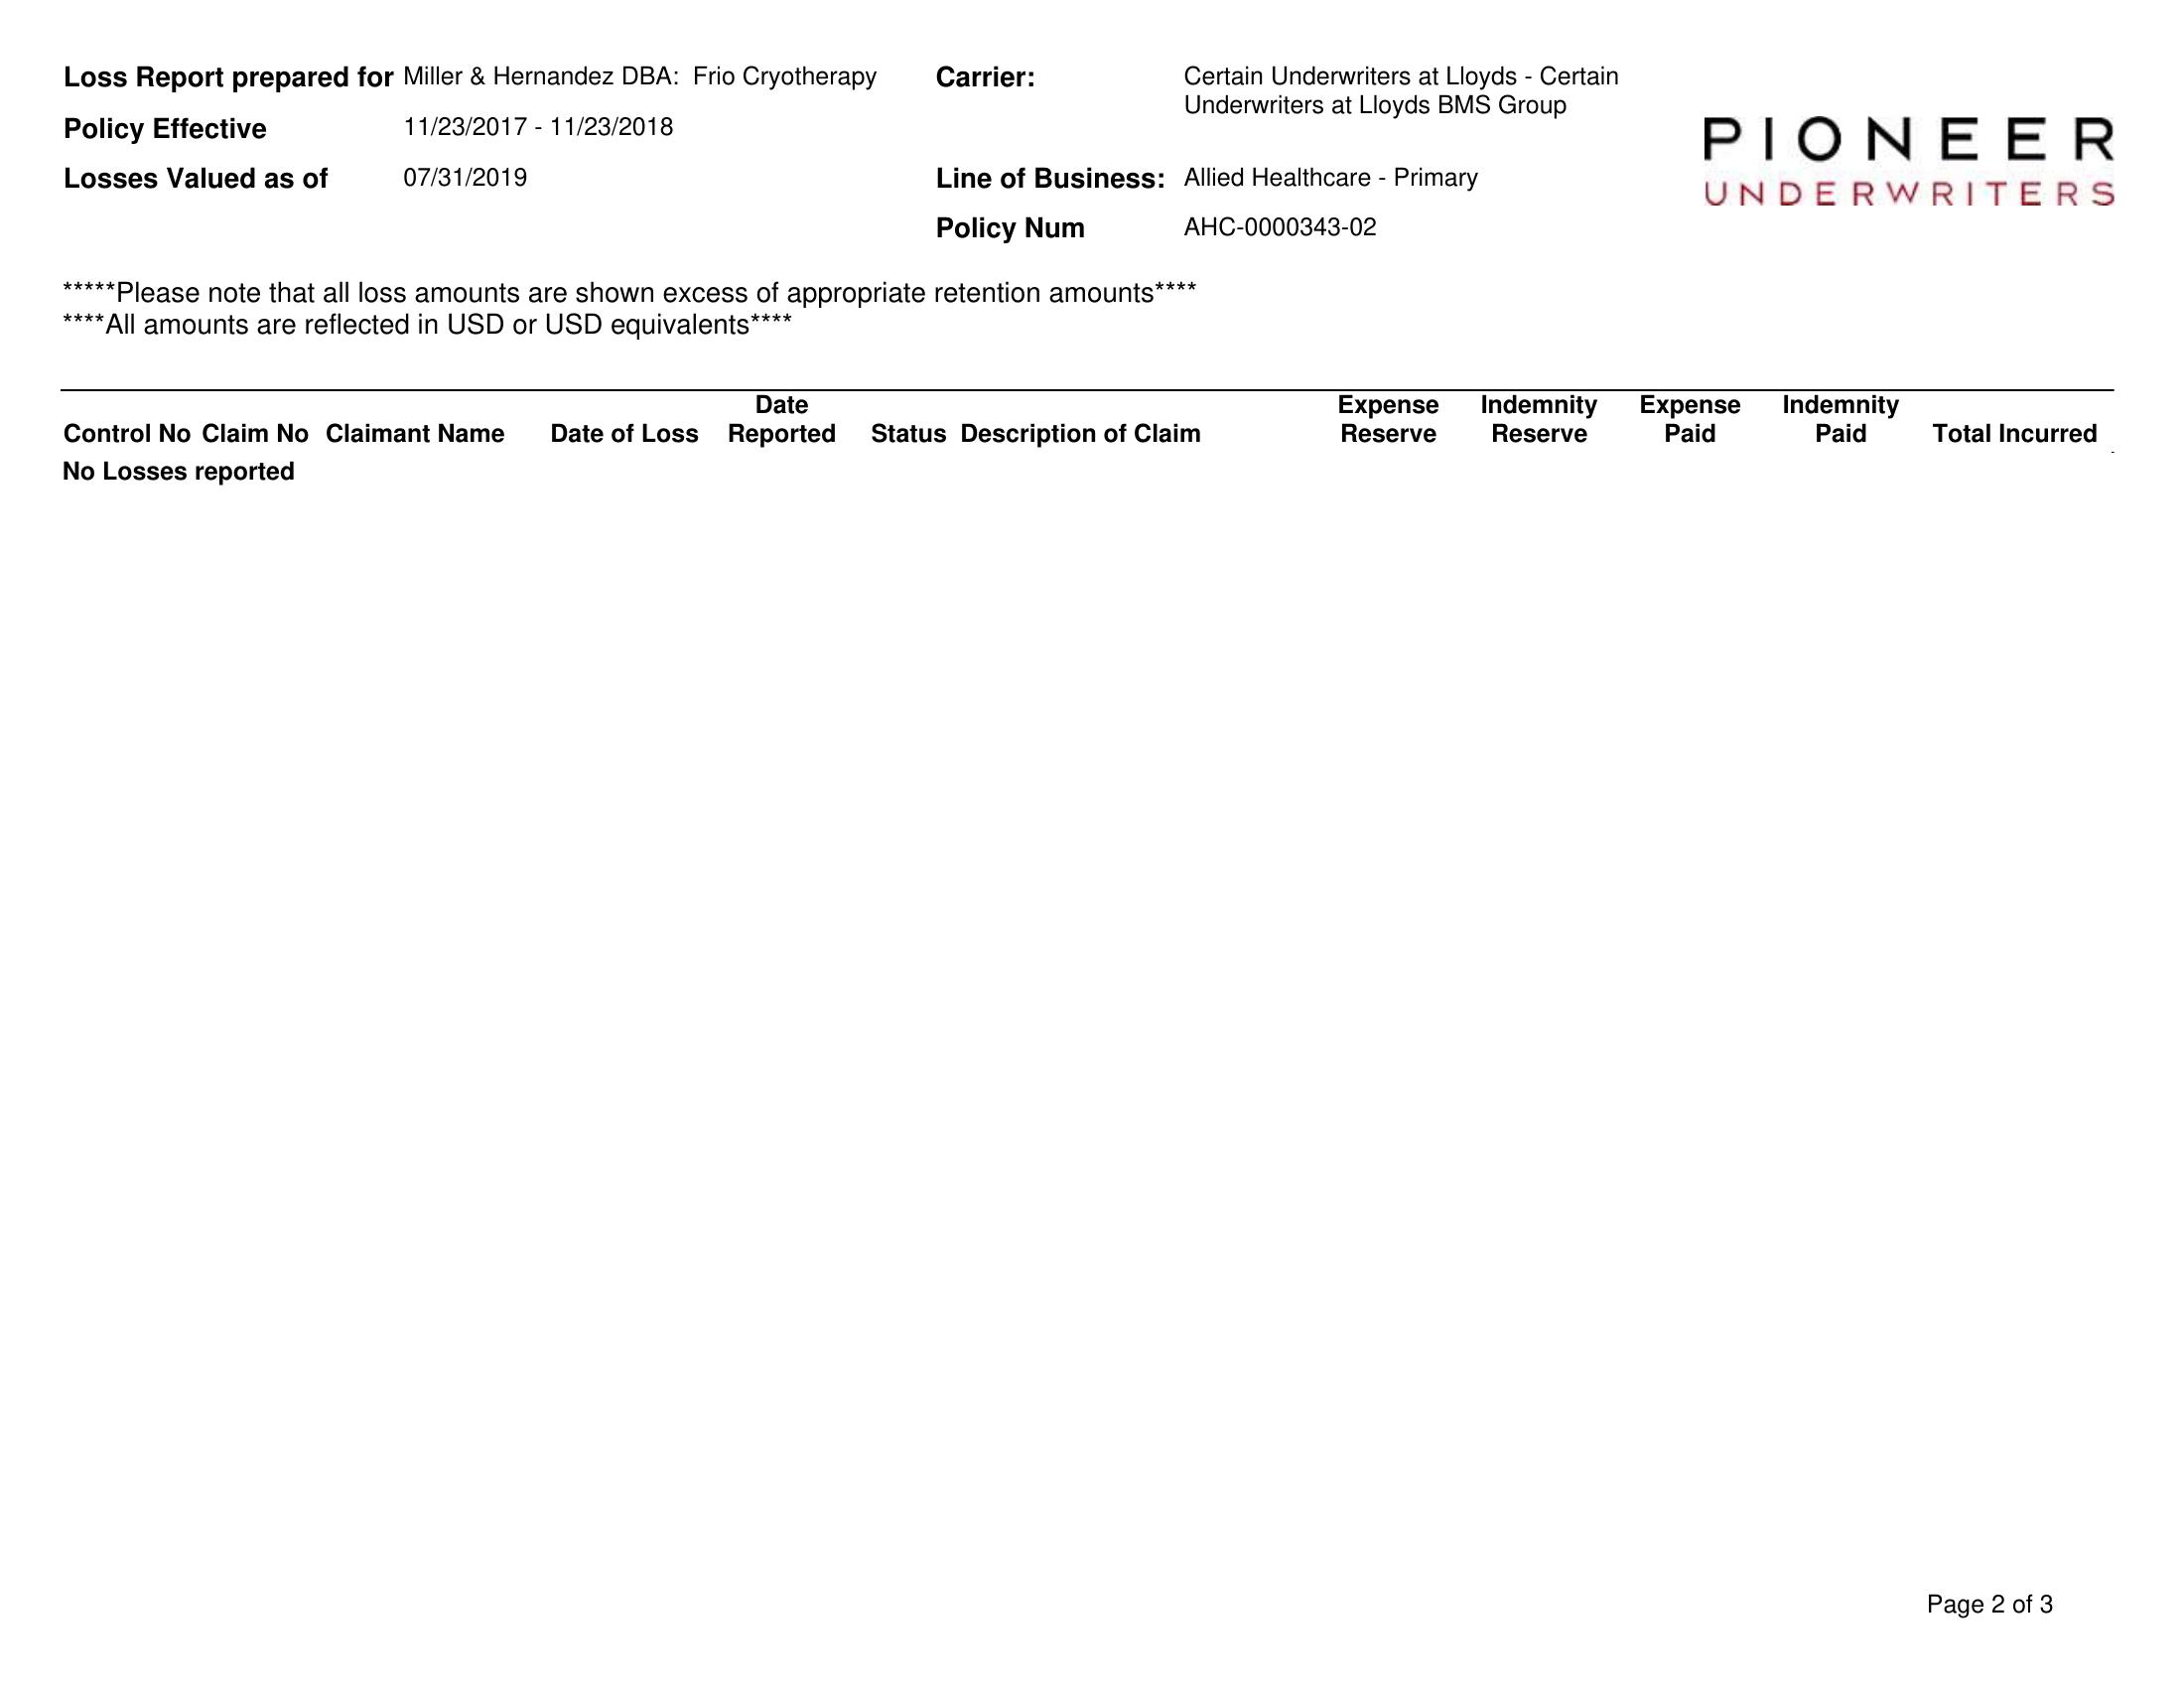 Loss Report prepared for Miller & Hernandez DBA:  Frio Cryotherapy
Policy Effective 11/23/2017 - 11/23/2018
Losses Valued as of 07/31/2019
Carrier: Certain Underwriters at Lloyds - Certain
Underwriters at Lloyds BMS Group
Line of Business: Allied Healthcare - Primary
Policy Num AHC-0000343-02
PIONEER
UNDERWRITERS
*****Please note that all loss amounts are shown excess of appropriate retention amounts****
****All amounts are reflected in USD or USD equivalents****
Date Expense Indemnity Expense Indemnity
Control No Claim No Claimant Name Date of Loss Reported Status Description of Claim Reserve Reserve Paid Paid Total Incurred
No Losses reported
Page 2 of 3